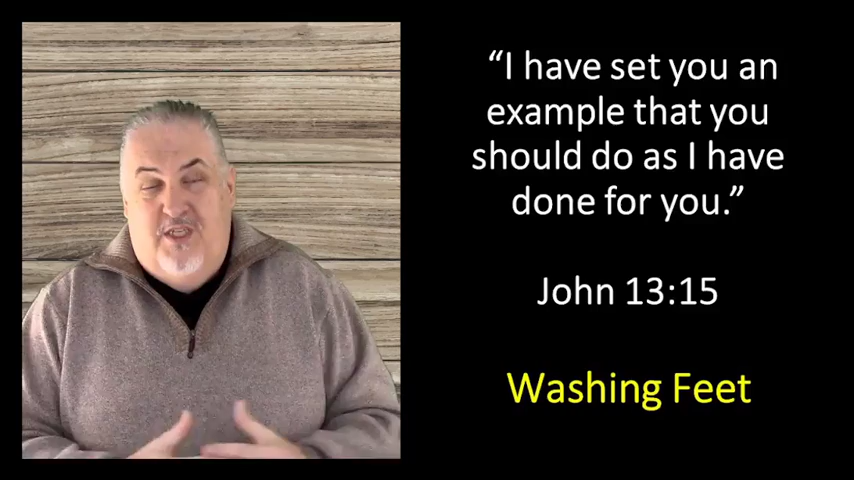 “I have set you an
example that you
should do as I have
done for you.”
John 13:15
Washing Feet